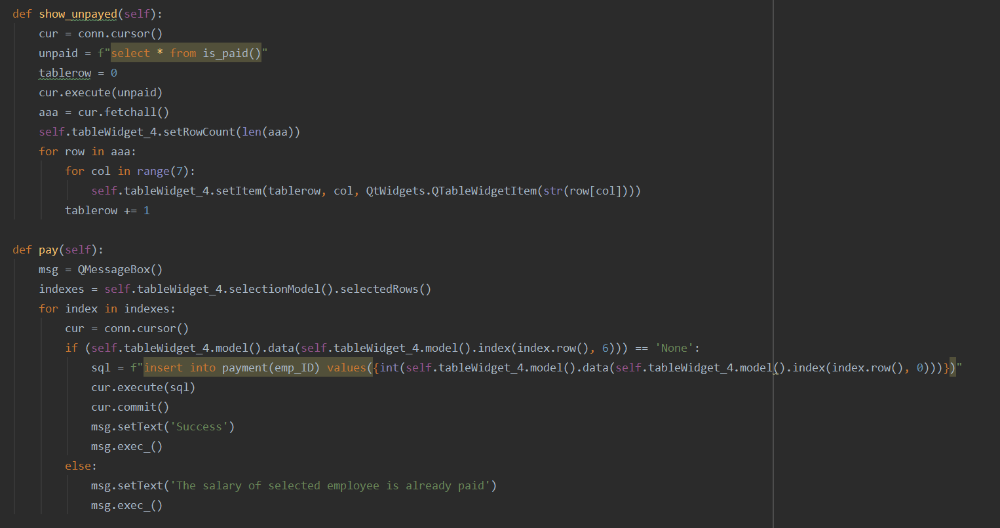 def show_unpayed(self):
    cur = conn.cursor()
    unpaid = f"select * from is_paid()"
    tablerow = 0
    cur.execute(unpaid)
    aaa = cur.fetchall()
    self.tableWidget_4.setRowCount(len(aaa))
    for row in aaa:
        for col in range(7):
            self.tableWidget_4.setItem(tablerow, col, QtWidgets.QTableWidgetItem(str(row[col])))
        tablerow += 1

def pay(self):
    msg = QMessageBox()
    indexes = self.tableWidget_4.selectionModel().selectedRows()
    for index in indexes:
        cur = conn.cursor()
        if (self.tableWidget_4.model().data(self.tableWidget_4.model().index(index.row(), 6))) == 'None':
            sql = f"insert into payment(emp_ID) values({int(self.tableWidget_4.model().data(self.tableWidget_4.model().index(index.row(), 0)))})"
            cur.execute(sql)
            cur.commit()
            msg.setText('Success')
            msg.exec_()
        else:
            msg.setText('The salary of selected employee is already paid')
            msg.exec_()